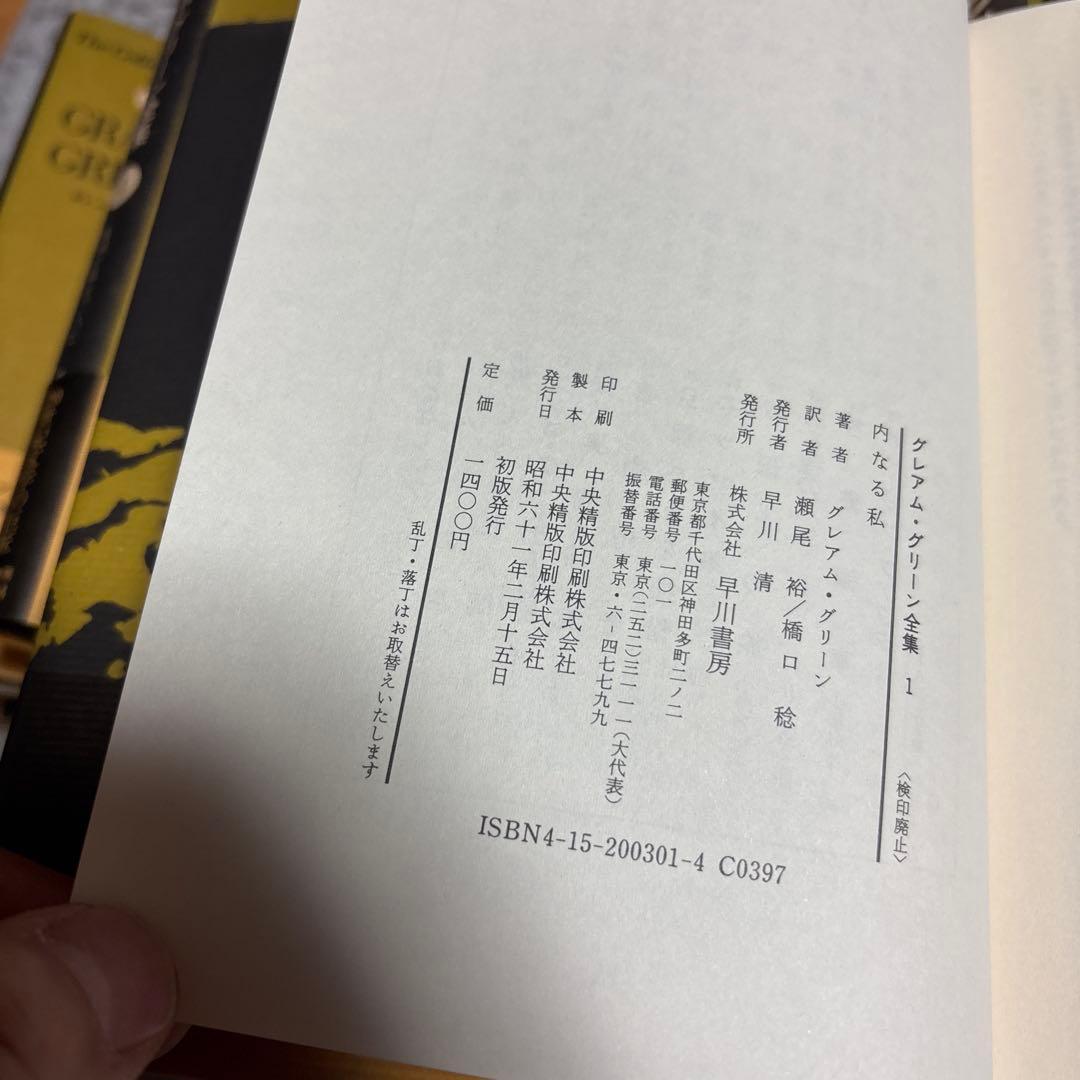 グレアム・グリーン全集 1
〈検印廃止〉
内なる私
著者 グレアム・グリーン
訳者 瀬尾 裕/橋口 稔
発行者 早川 清
発行所 株式会社 早川書房
東京都千代田区神田多町二ノ二
郵便番号 一〇一
電話番号 東京(二五二)三一一一(大代表)
振替番号 東京・六-四七七九九
印刷 中央精版印刷株式会社
製本 中央精版印刷株式会社
発行日 昭和六十一年二月十五日
初版発行
定価 一四〇〇円
乱丁・落丁はお取替えいたします
ISBN4-15-200301-4 C0397